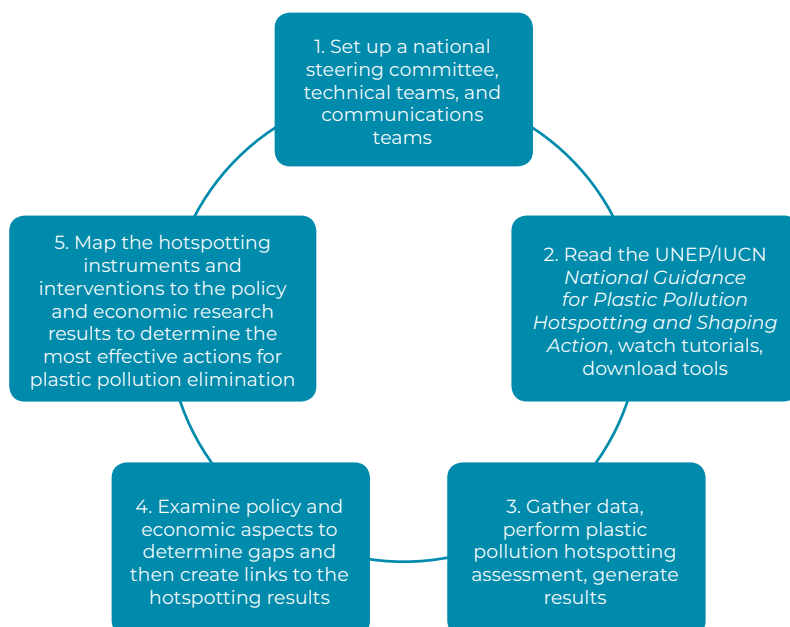 1. Set up a national
steering committee,
technical teams, and
communications
teams
2. Read the UNEP/IUCN
National Guidance
for Plastic Pollution
Hotspotting and Shaping
Action, watch tutorials,
download tools
3. Gather data,
perform plastic
pollution hotspotting
assessment, generate
results
4. Examine policy and
economic aspects to
determine gaps and
then create links to the
hotspotting results
5. Map the hotspotting
instruments and
interventions to the policy
and economic research
results to determine the
most effective actions for
plastic pollution elimination